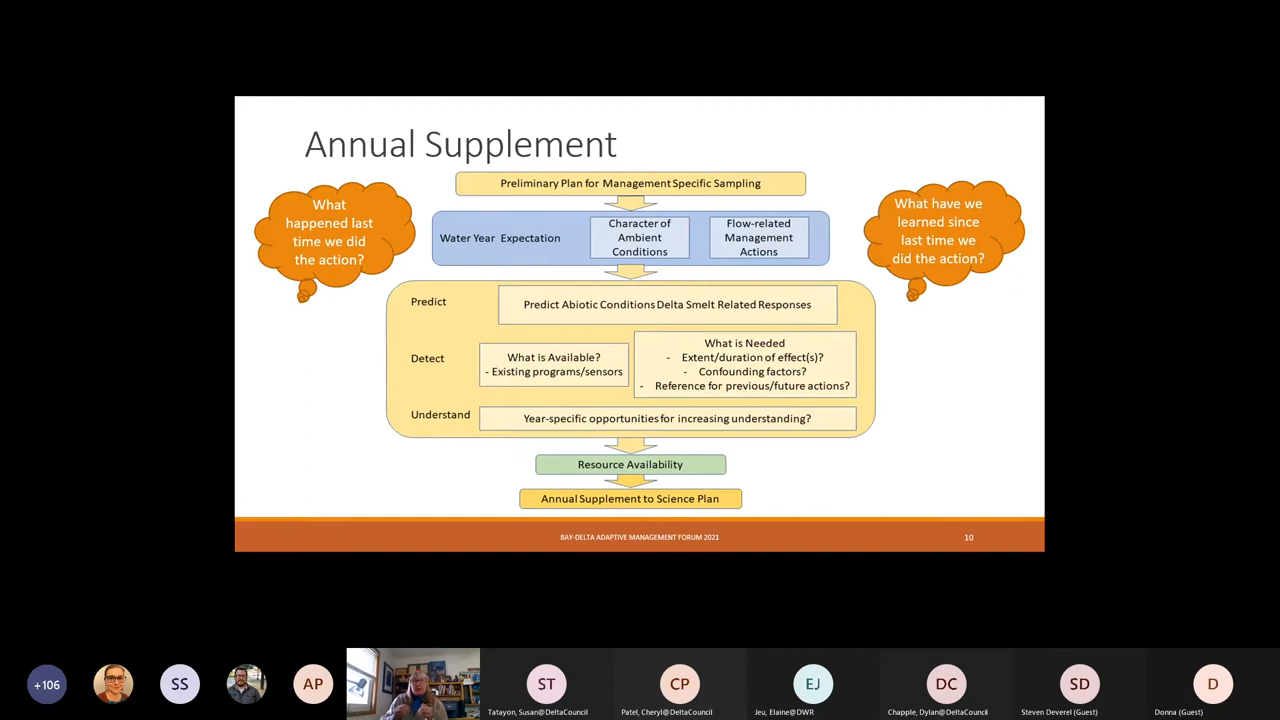 Annual Supplement
Preliminary Plan for Management Specific Sampling
What
happened last
time we did
the action?
What have we
learned since
last time we
did the action?
Water Year Expectation
Character of
Ambient
Conditions
Flow-related
Management
Actions
Predict
Predict Abiotic Conditions Delta Smelt Related Responses
Detect
What is Available?
- Existing programs/sensors
What is Needed
- Extent/duration of effect(s)?
- Confounding factors?
- Reference for previous/future actions?
Understand
Year-specific opportunities for increasing understanding?
Resource Availability
Annual Supplement to Science Plan
BAY-DELTA ADAPTIVE MANAGEMENT FORUM 2021
10
+106
SS
AP
ST
CP
EJ
DC
SD
D
Tatayon, Susan@DeltaCouncil
Patel, Cheryl@DeltaCouncil
Jeu, Elaine@DWR
Chapple, Dylan@DeltaCouncil
Steven Deverel (Guest)
Donna (Guest)